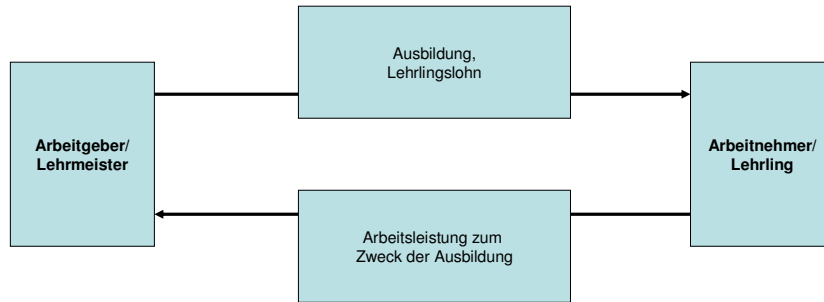 Ausbildung,
Lehrlingslohn
Arbeitgeber/
Lehrmeister
Arbeitnehmer/
Lehrling
Arbeitsleistung zum
Zweck der Ausbildung